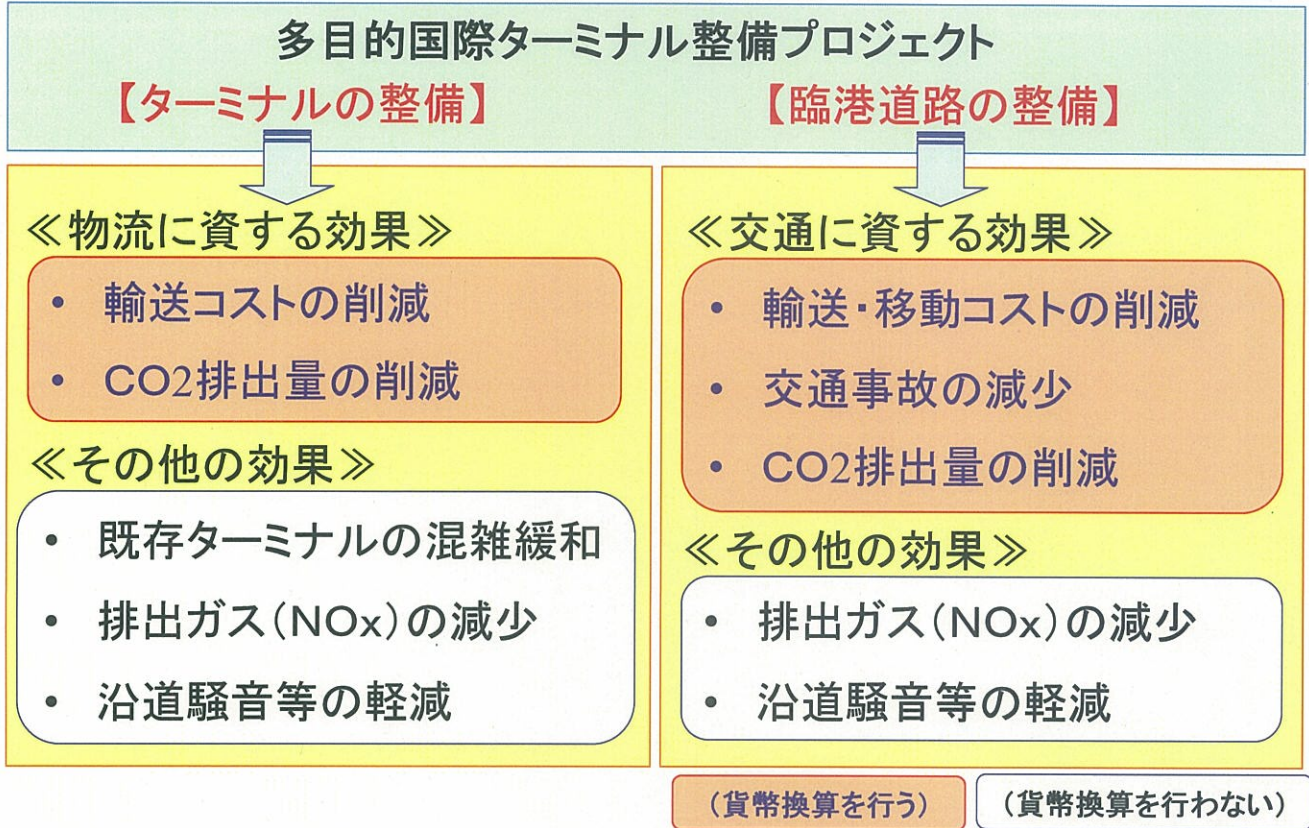 多目的国際ターミナル整備プロジェクト
【ターミナルの整備】
【臨港道路の整備】
≪物流に資する効果≫
• 輸送コストの削減
• CO2排出量の削減
≪その他の効果≫
• 既存ターミナルの混雑緩和
• 排出ガス(NOx)の減少
• 沿道騒音等の軽減
≪交通に資する効果≫
• 輸送・移動コストの削減
• 交通事故の減少
• CO2排出量の削減
≪その他の効果≫
• 排出ガス(NOx)の減少
• 沿道騒音等の軽減
(貨幣換算を行う)
(貨幣換算を行わない)